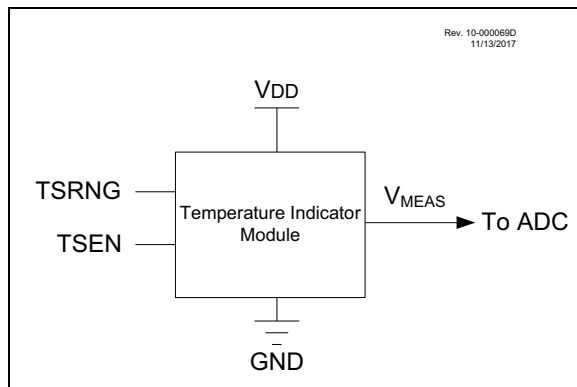 Rev. 10-000069D
11/13/2017
VDD
TSRNG
TSEN
Temperature Indicator
Module
VMEAS
To ADC
GND